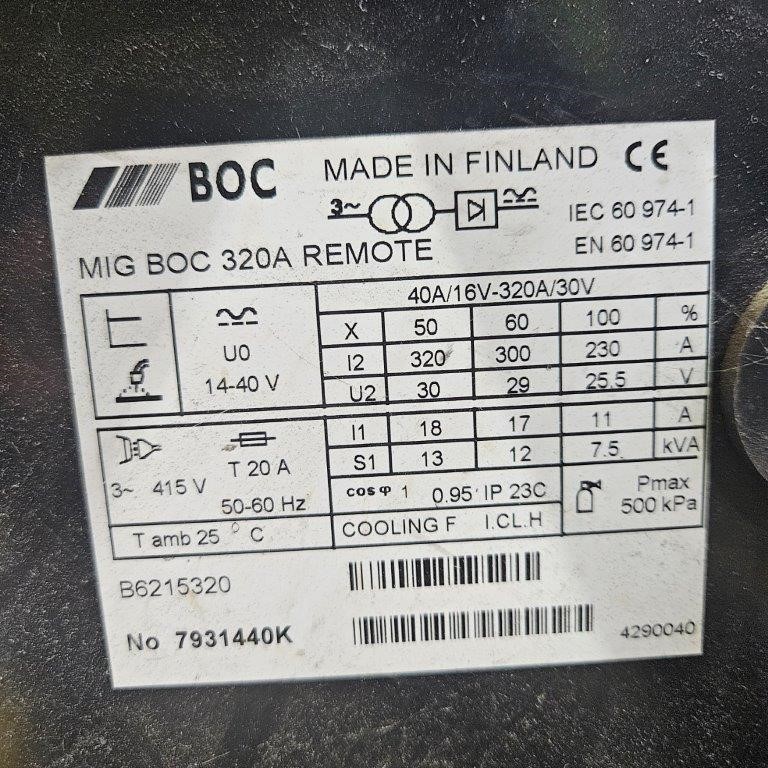 BOC MADE IN FINLAND CE
3~
IEC 60 974-1
EN 60 974-1
MIG BOC 320A REMOTE
40A/16V-320A/30V
U0
14-40 V
X 50 60 100 %
I2 320 300 230 A
U2 30 29 25.5 V
I1 18 17 11 A
S1 13 12 7.5 kVA
T 20 A
3~ 415 V
50-60 Hz
cos φ 1 0.95 IP 23C
Pmax
500 kPa
T amb 25 ° C
COOLING F I.CL.H
B6215320
No 7931440K
4290040